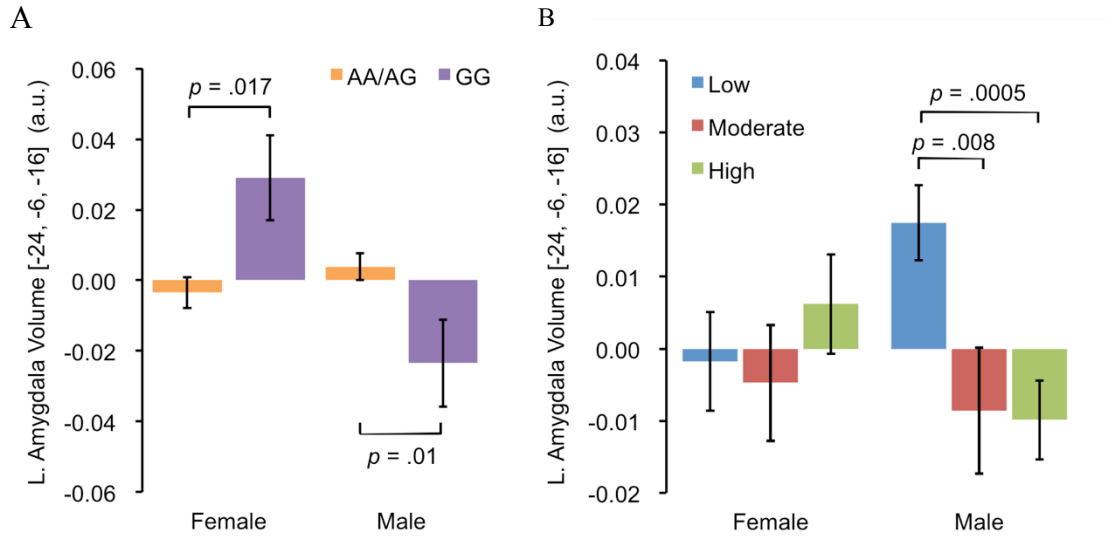 A
L. Amygdala Volume [-24, -6, -16] (a.u.)
0.06
0.04
0.02
0.00
-0.02
-0.04
-0.06
AA/AG GG
p = .017
p = .01
Female Male
B
L. Amygdala Volume [-24, -6, -16] (a.u.)
0.04
0.03
0.02
0.01
0.00
-0.01
-0.02
Low
Moderate
High
p = .0005
p = .008
Female Male